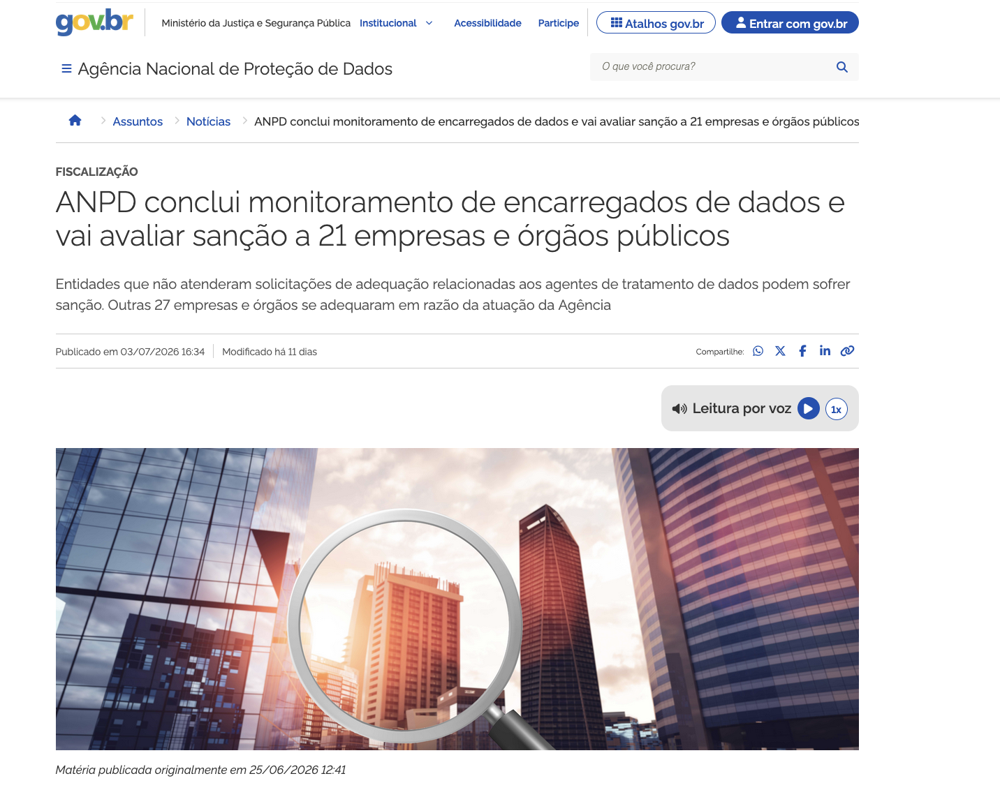 gov.br
Ministério da Justiça e Segurança Pública
Institucional
Acessibilidade
Participe
Atalhos gov.br
Entrar com gov.br
Agência Nacional de Proteção de Dados
O que você procura?
Assuntos
Notícias
ANPD conclui monitoramento de encarregados de dados e vai avaliar sanção a 21 empresas e órgãos públicos
FISCALIZAÇÃO
ANPD conclui monitoramento de encarregados de dados e
vai avaliar sanção a 21 empresas e órgãos públicos
Entidades que não atenderam solicitações de adequação relacionadas aos agentes de tratamento de dados podem sofrer
sanção. Outras 27 empresas e órgãos se adequaram em razão da atuação da Agência
Publicado em 03/07/2026 16:34
Modificado há 11 dias
Compartilhe:
Leitura por voz
1x
Matéria publicada originalmente em 25/06/2026 12:41